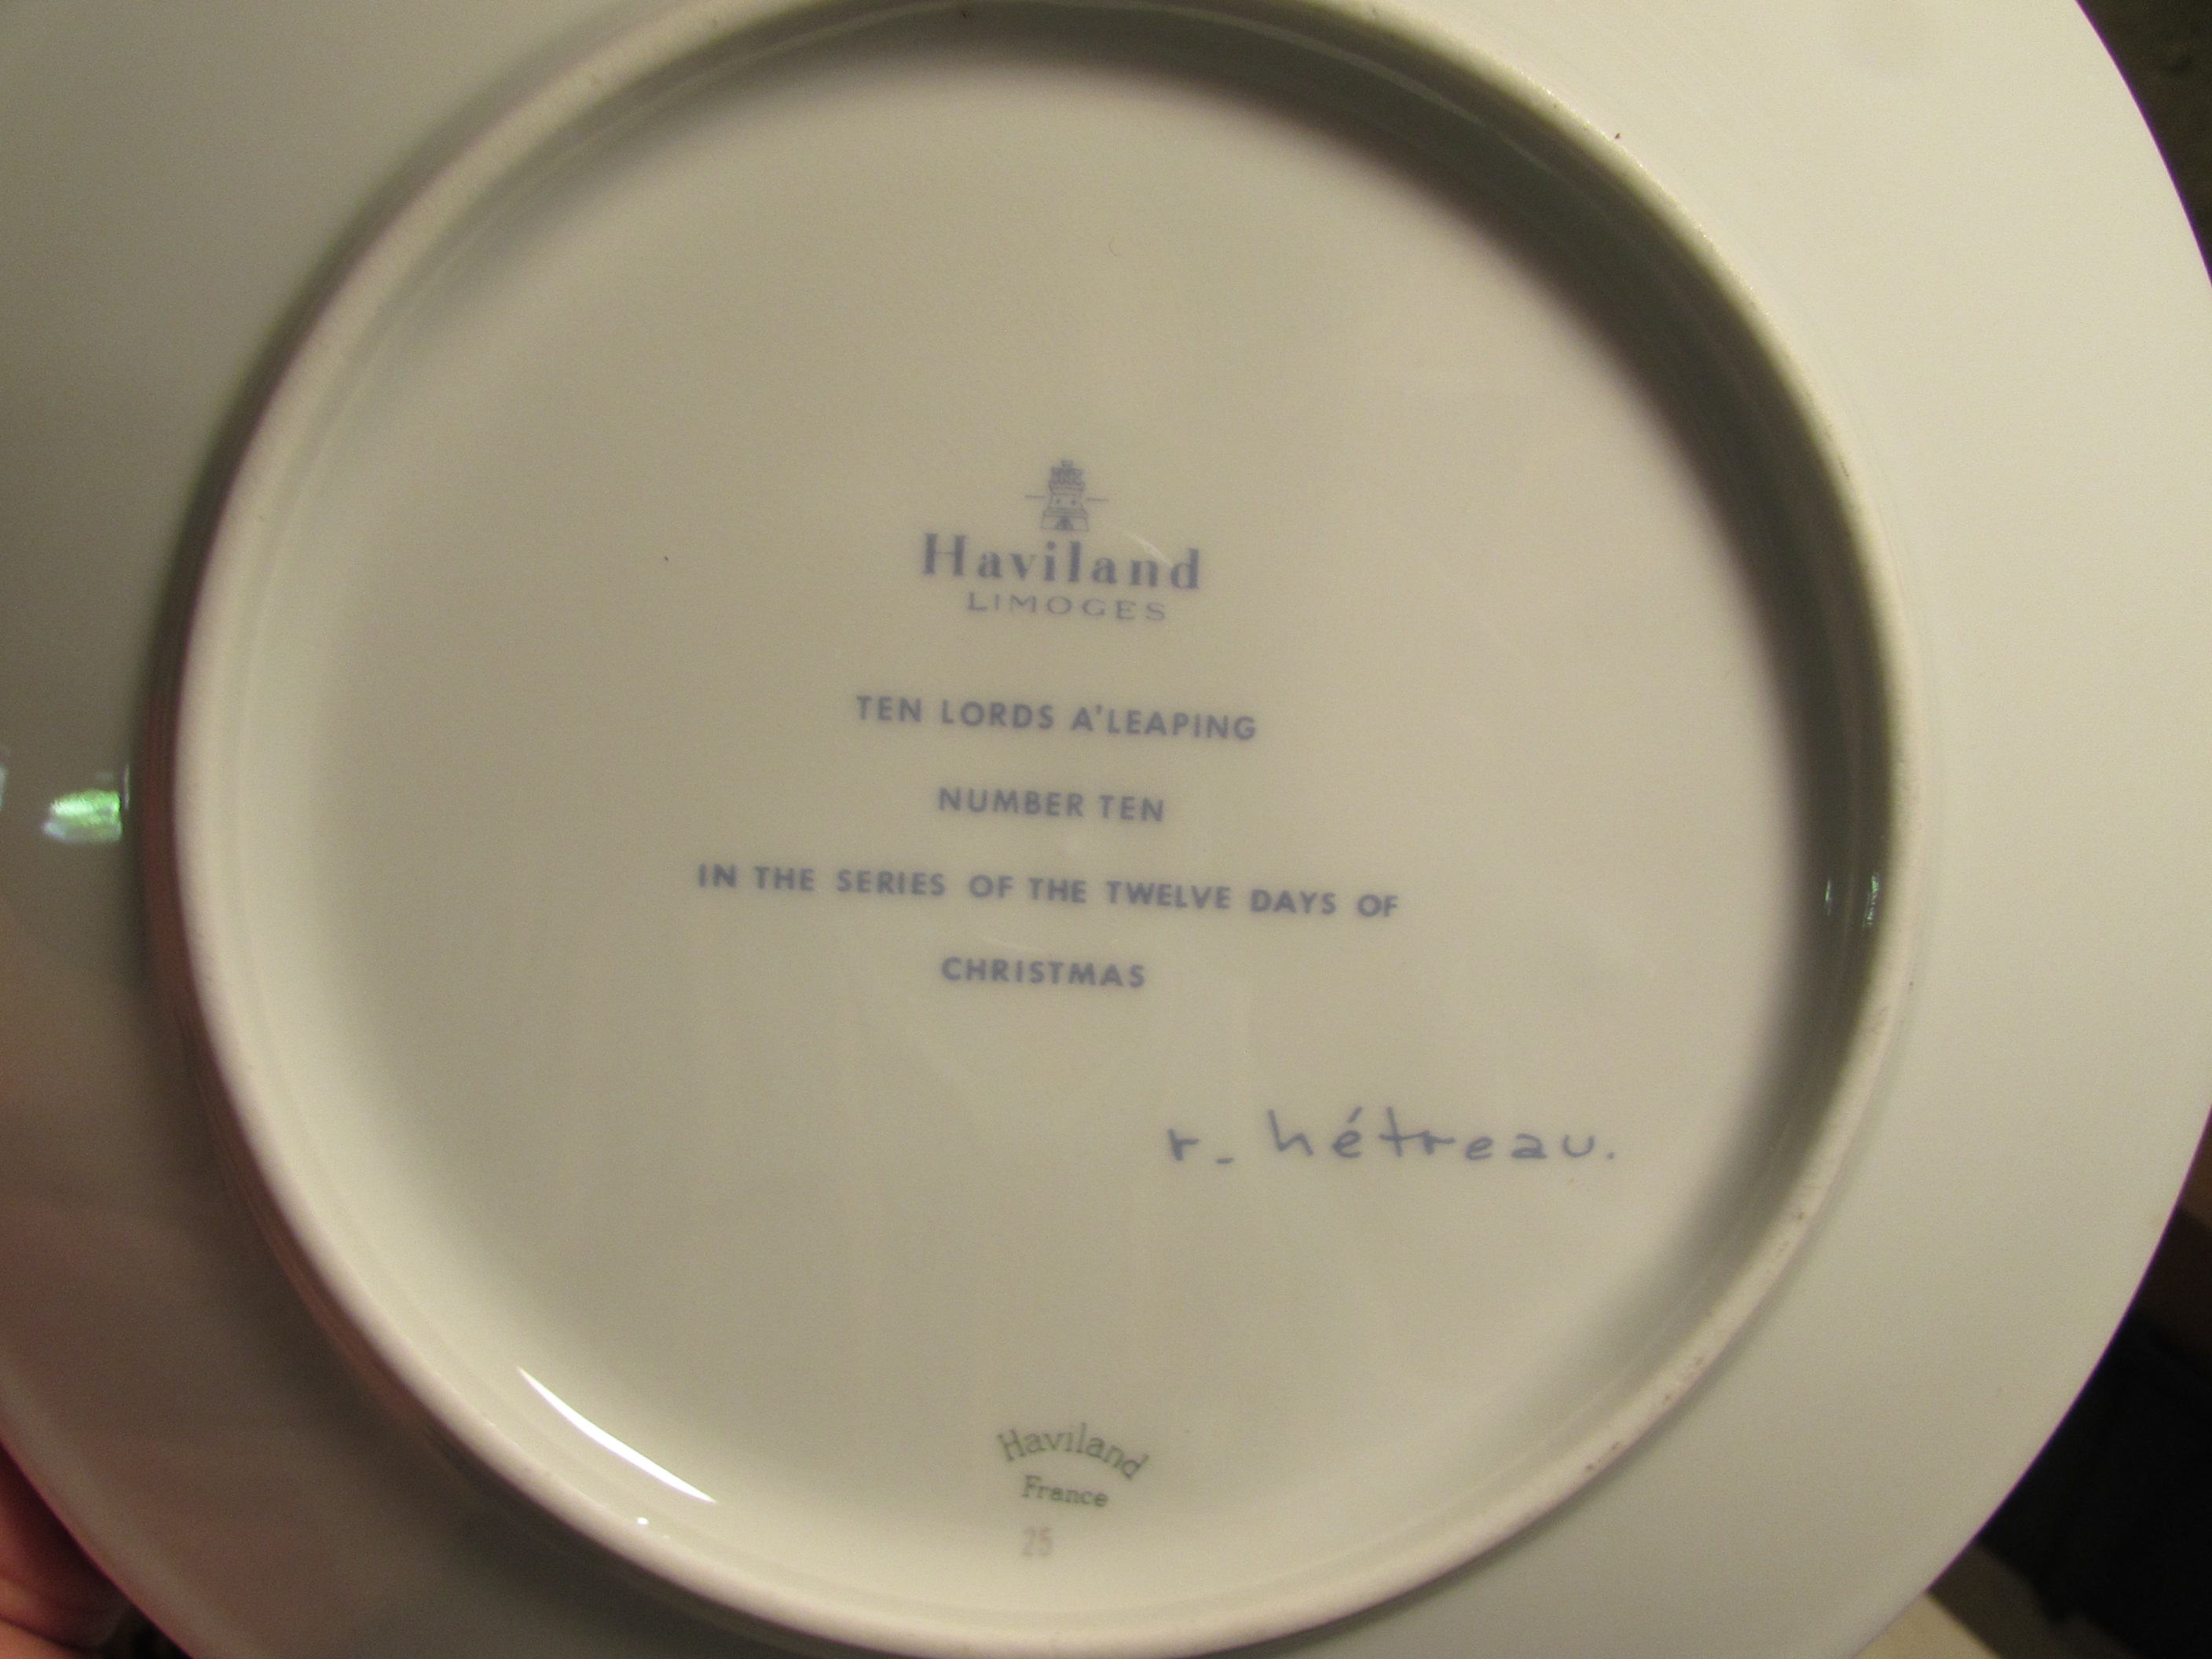 Haviland
LIMOGES
TEN LORDS A'LEAPING
NUMBER TEN
IN THE SERIES OF THE TWELVE DAYS OF
CHRISTMAS
r. hétreau.
Haviland
France
25